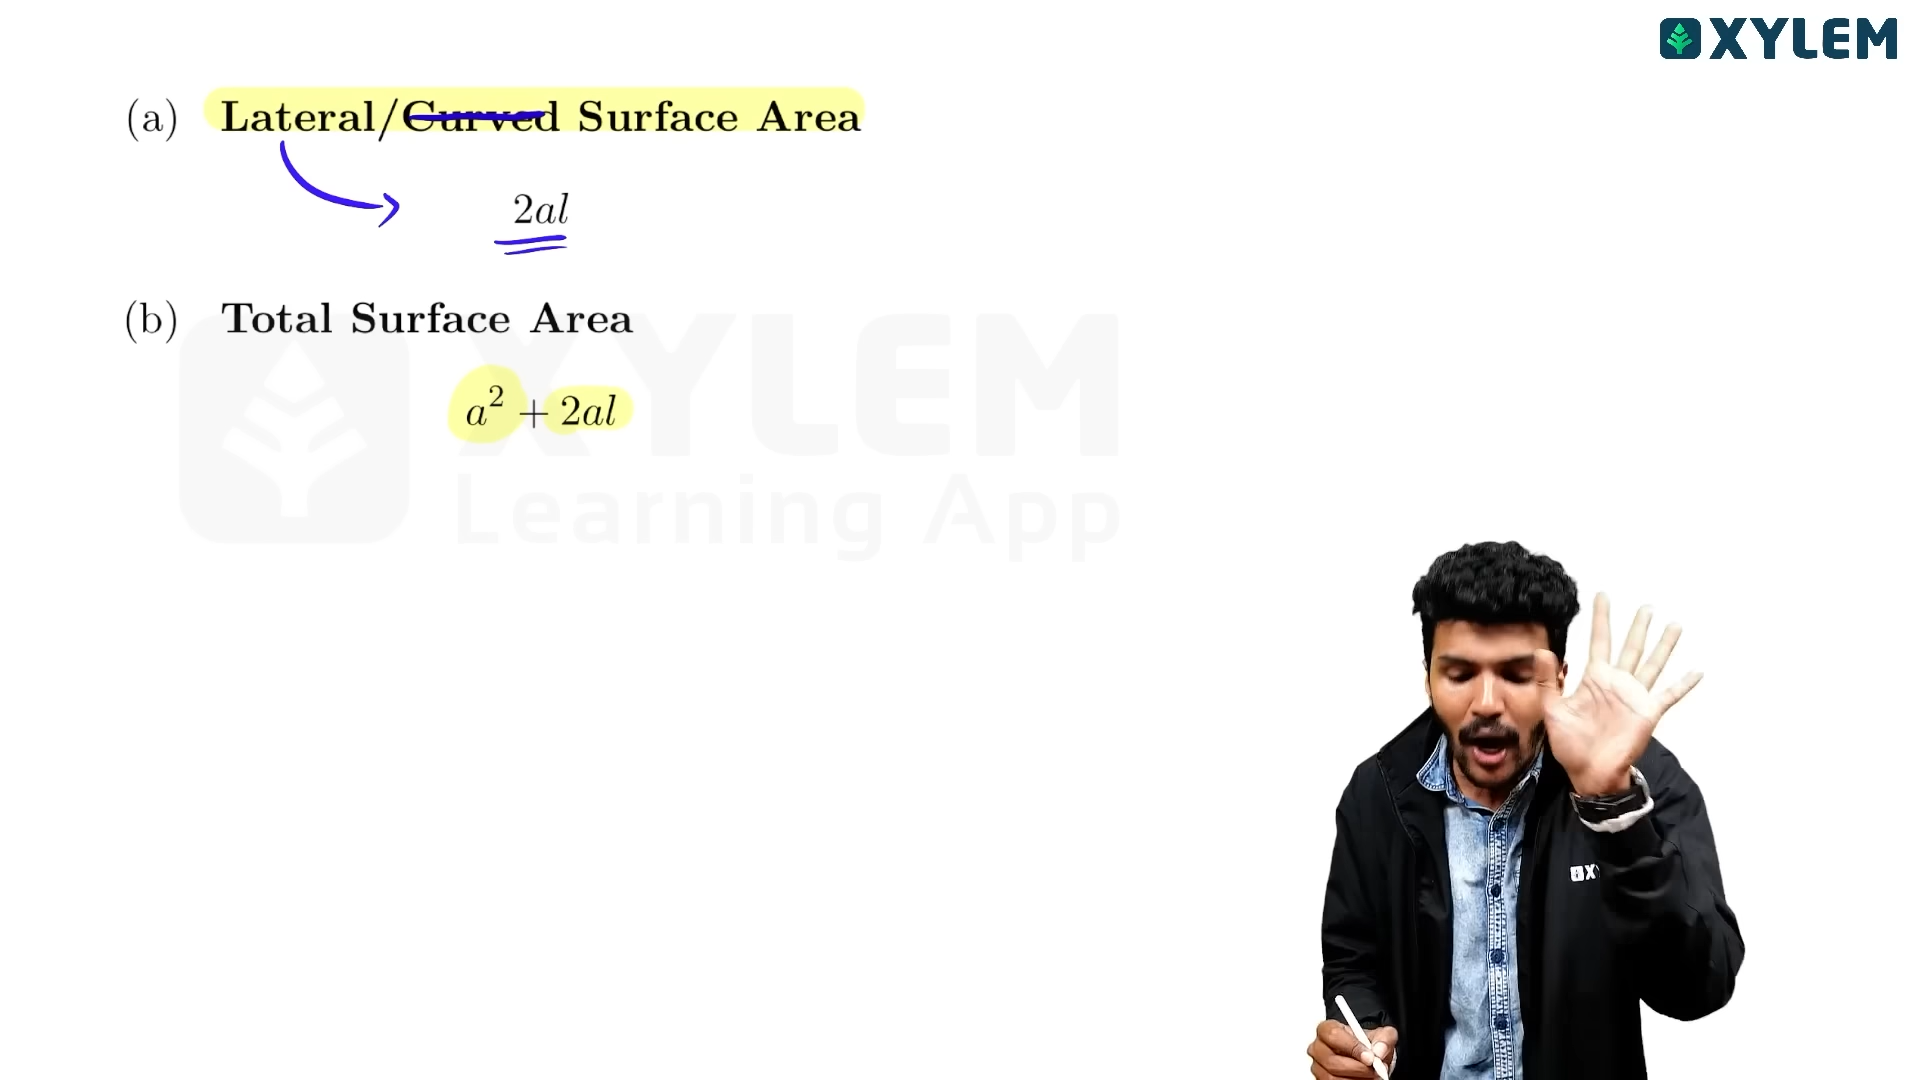 XYLEM
(a) Lateral/Curved Surface Area
2al
(b) Total Surface Area
a² + 2al
XYLEM
Learning App